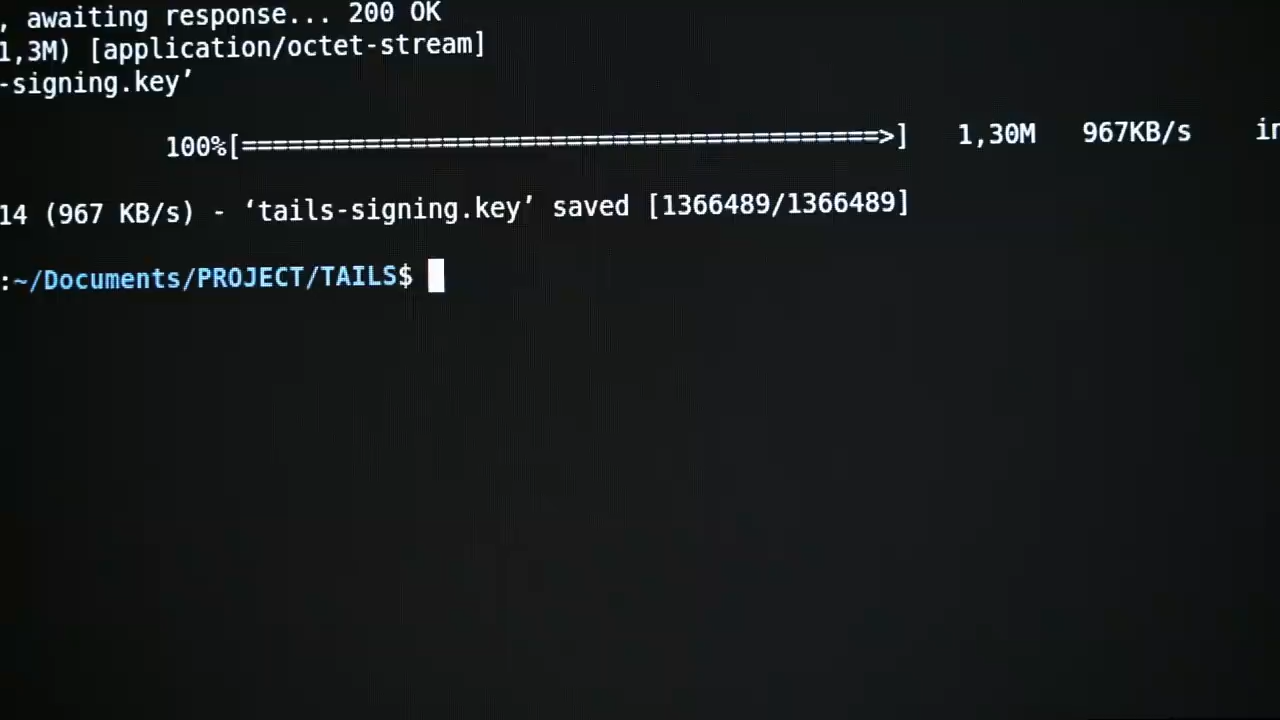 , awaiting response... 200 OK
1,3M) [application/octet-stream]
-signing.key’
100%[=========================================>] 1,30M 967KB/s in
14 (967 KB/s) - ‘tails-signing.key’ saved [1366489/1366489]
:~/Documents/PROJECT/TAILS$